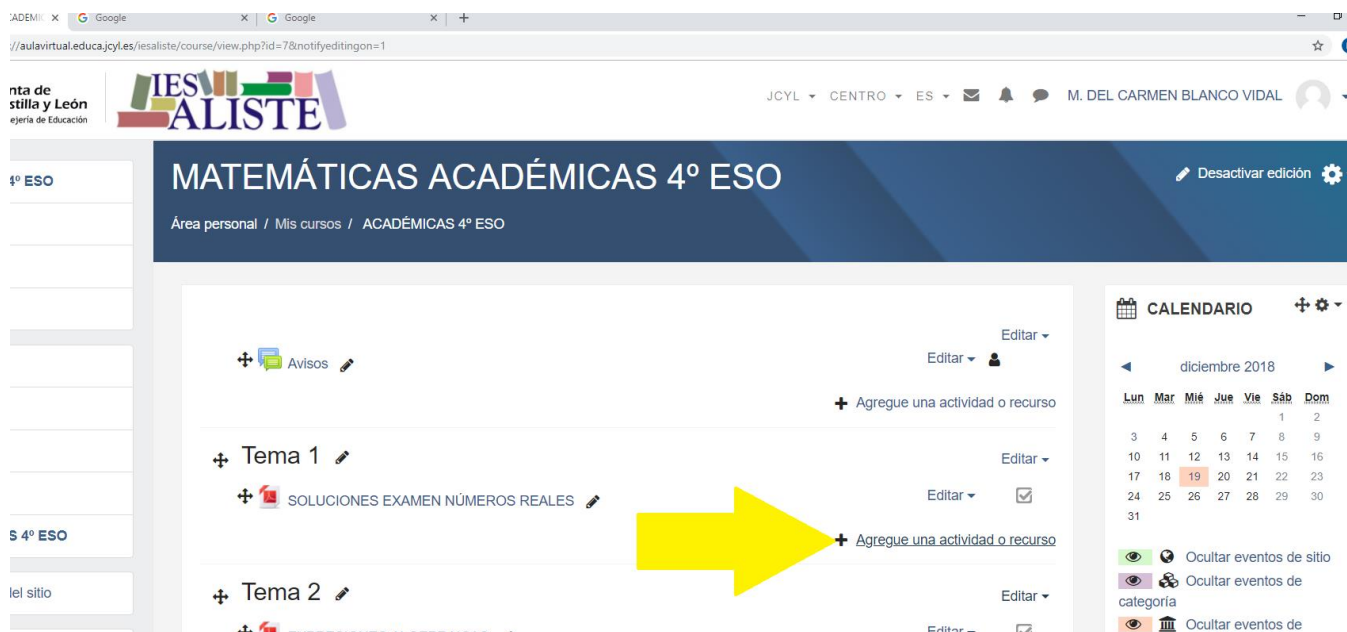 CADEMI Google Google
://aulavirtual.educa.jcyl.es/iesaliste/course/view.php?id=7&notifyeditingon=1
nta de
stilla y León
ejería de Educación
IES
ALISTE
JCYL CENTRO ES M. DEL CARMEN BLANCO VIDAL
4º ESO
MATEMÁTICAS ACADÉMICAS 4º ESO
Desactivar edición
Área personal / Mis cursos / ACADÉMICAS 4º ESO
Editar
Avisos Editar
Agregue una actividad o recurso
Tema 1 Editar
SOLUCIONES EXAMEN NÚMEROS REALES Editar
Agregue una actividad o recurso
S 4º ESO
Tema 2 Editar
del sitio
Editar
CALENDARIO
diciembre 2018
Lun Mar Mié Jue Vie Sáb Dom
1 2
3 4 5 6 7 8 9
10 11 12 13 14 15 16
17 18 19 20 21 22 23
24 25 26 27 28 29 30
31
Ocultar eventos de sitio
Ocultar eventos de
categoría
Ocultar eventos de